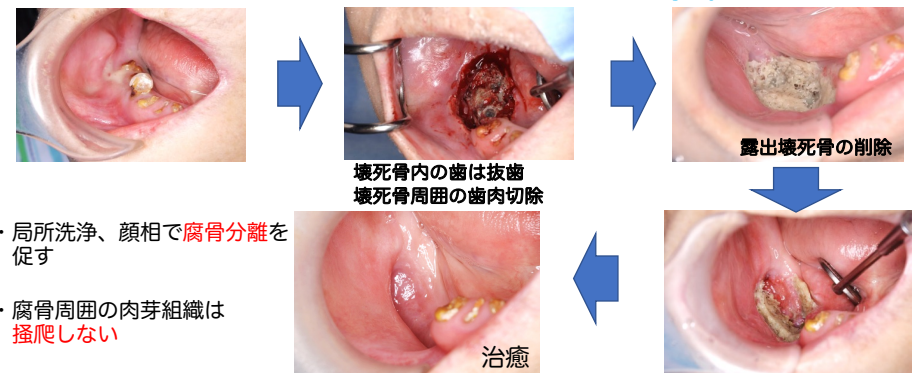 壊死骨内の歯は抜歯
壊死骨周囲の歯肉切除
露出壊死骨の削除
・局所洗浄、顔相で腐骨分離を
促す
・腐骨周囲の肉芽組織は
掻爬しない
治癒